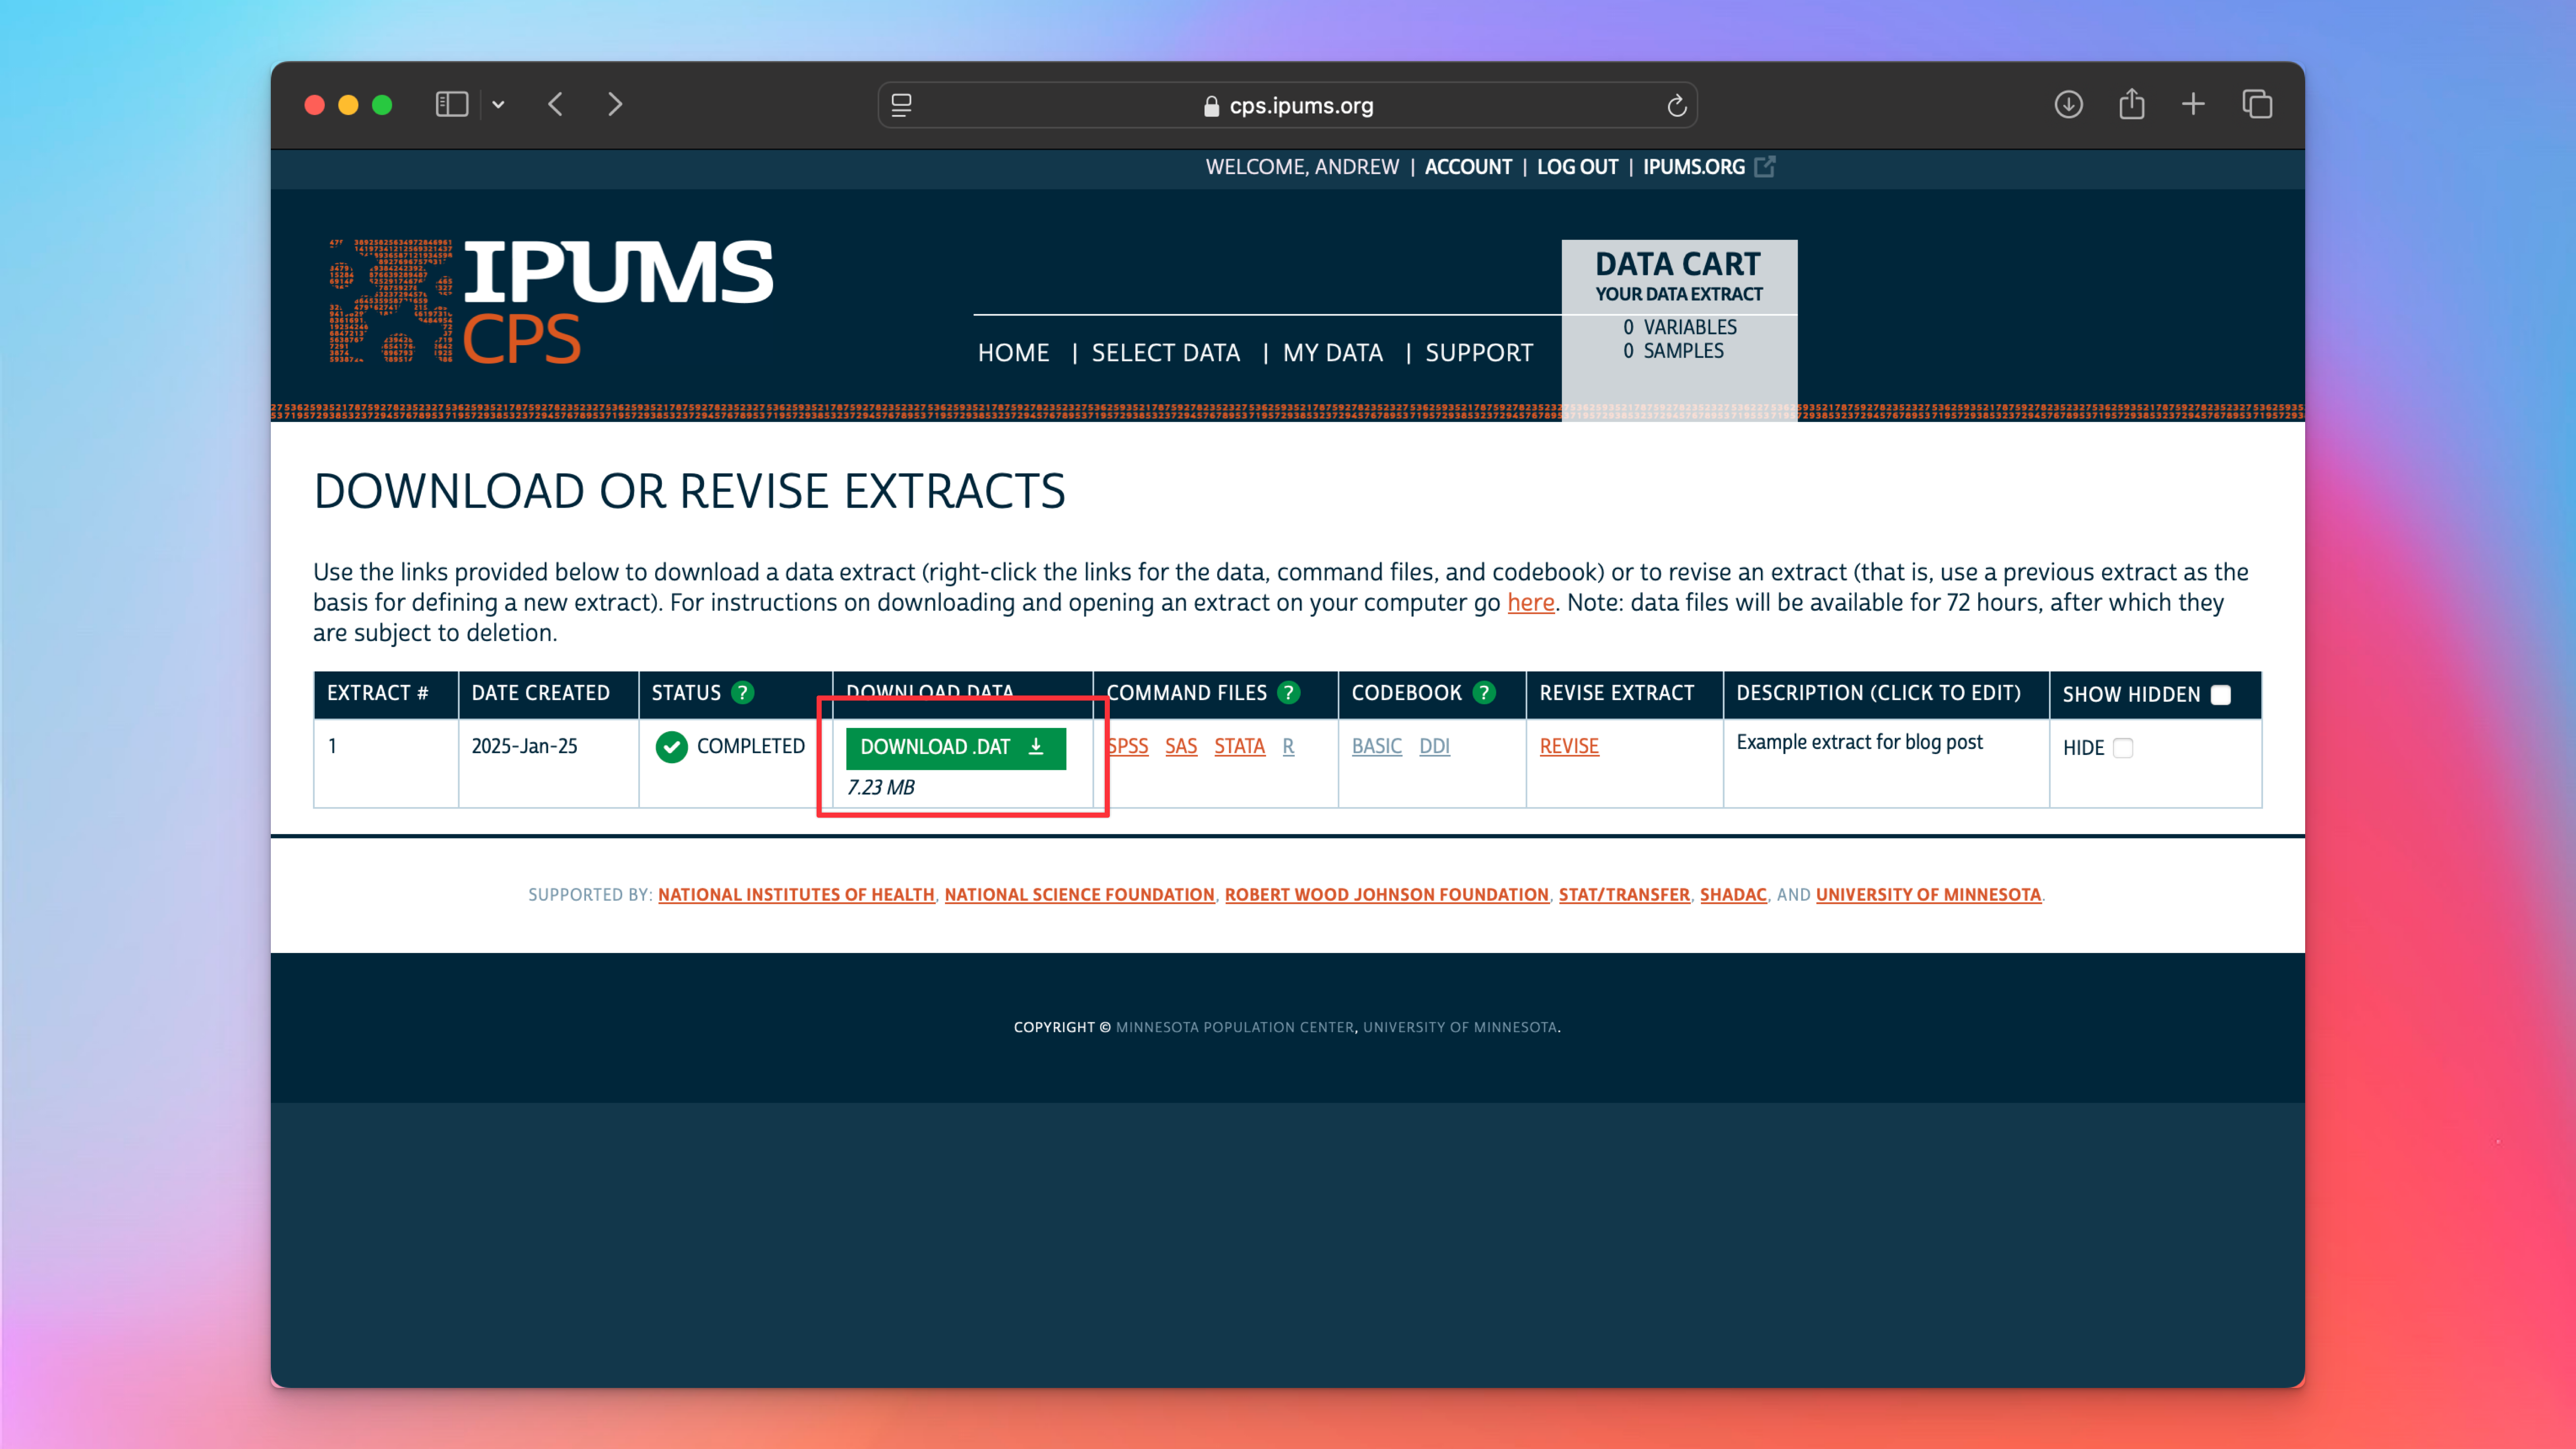 cps.ipums.org
WELCOME, ANDREW | ACCOUNT | LOG OUT | IPUMS.ORG
IPUMS
CPS
DATA CART
YOUR DATA EXTRACT
0 VARIABLES
0 SAMPLES
HOME | SELECT DATA | MY DATA | SUPPORT
DOWNLOAD OR REVISE EXTRACTS
Use the links provided below to download a data extract (right-click the links for the data, command files, and codebook) or to revise an extract (that is, use a previous extract as the
basis for defining a new extract). For instructions on downloading and opening an extract on your computer go here. Note: data files will be available for 72 hours, after which they
are subject to deletion.
EXTRACT # DATE CREATED STATUS ? DOWNLOAD DATA COMMAND FILES ? CODEBOOK ? REVISE EXTRACT DESCRIPTION (CLICK TO EDIT) SHOW HIDDEN
1 2025-Jan-25 COMPLETED DOWNLOAD .DAT SPSS SAS STATA R BASIC DDI REVISE Example extract for blog post HIDE
7.23 MB
SUPPORTED BY: NATIONAL INSTITUTES OF HEALTH, NATIONAL SCIENCE FOUNDATION, ROBERT WOOD JOHNSON FOUNDATION, STAT/TRANSFER, SHADAC, AND UNIVERSITY OF MINNESOTA.
COPYRIGHT © MINNESOTA POPULATION CENTER, UNIVERSITY OF MINNESOTA.